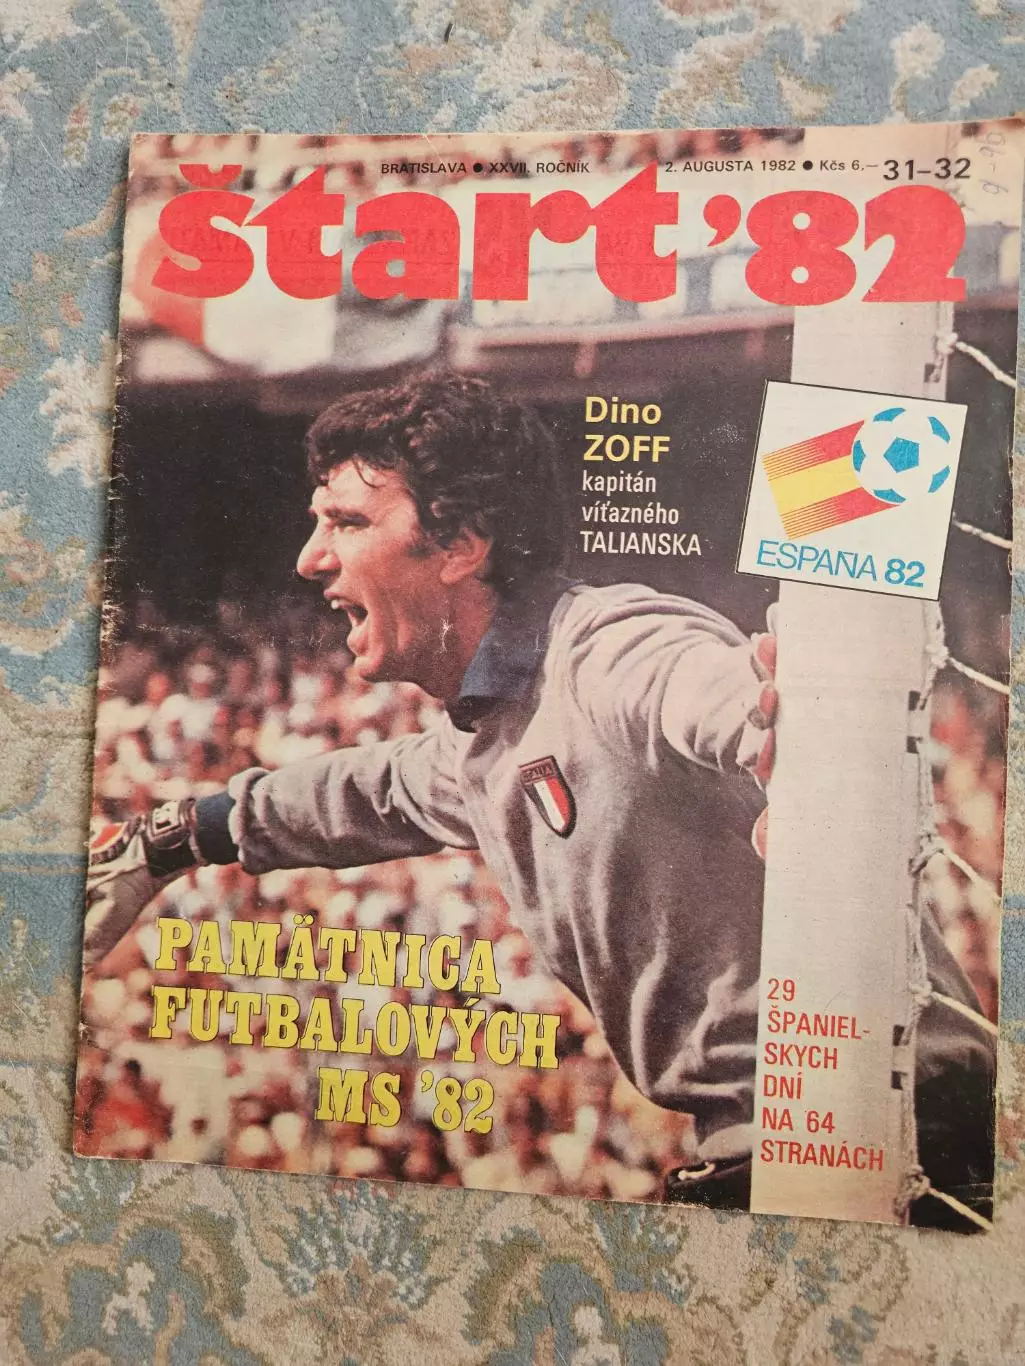 BRATISLAVA ● XXVII. ROČNÍK 2. AUGUSTA 1982 ● Kčs 6.— 31–32
štart '82
Dino
ZOFF
kapitán
víťazného
TALIANSKA
ESPAÑA 82
PAMÄTNICA
FUTBALOVÝCH
MS '82
29
ŠPANIEL-
SKYCH
DNÍ
NA 64
STRANÁCH